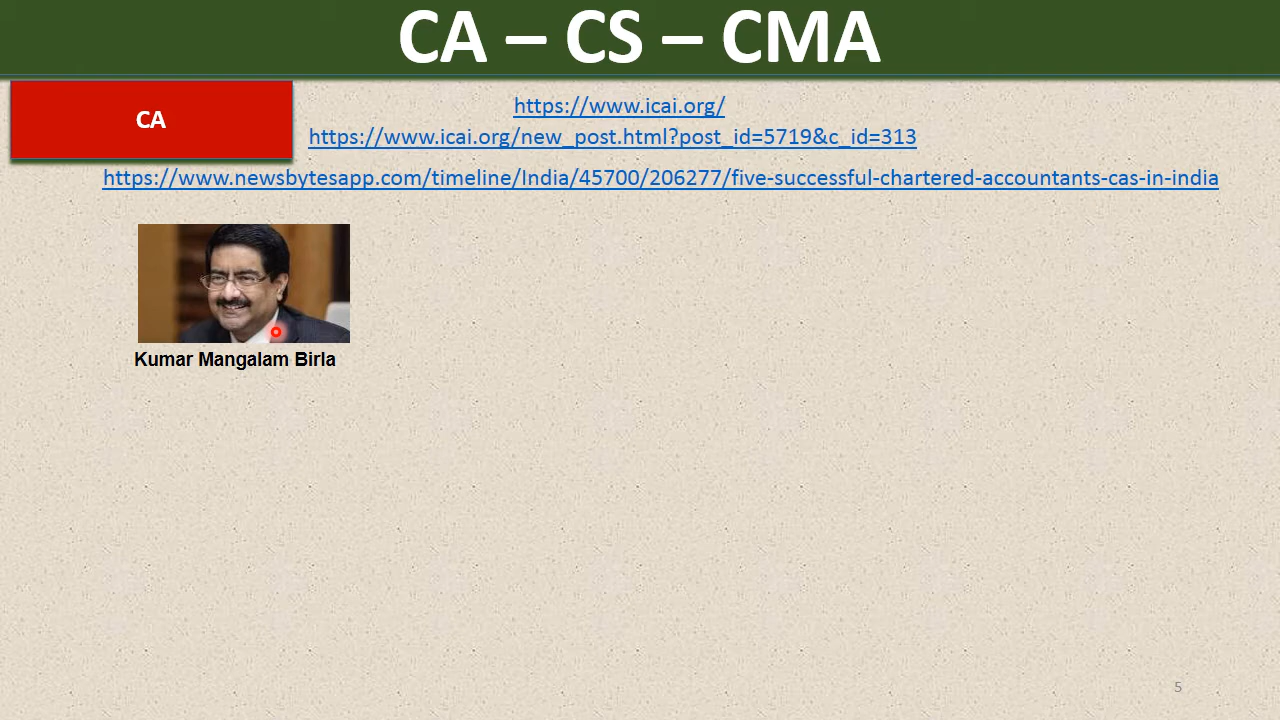 CA – CS – CMA
CA
https://www.icai.org/
https://www.icai.org/new_post.html?post_id=5719&c_id=313
https://www.newsbytesapp.com/timeline/India/45700/206277/five-successful-chartered-accountants-cas-in-india
Kumar Mangalam Birla
5